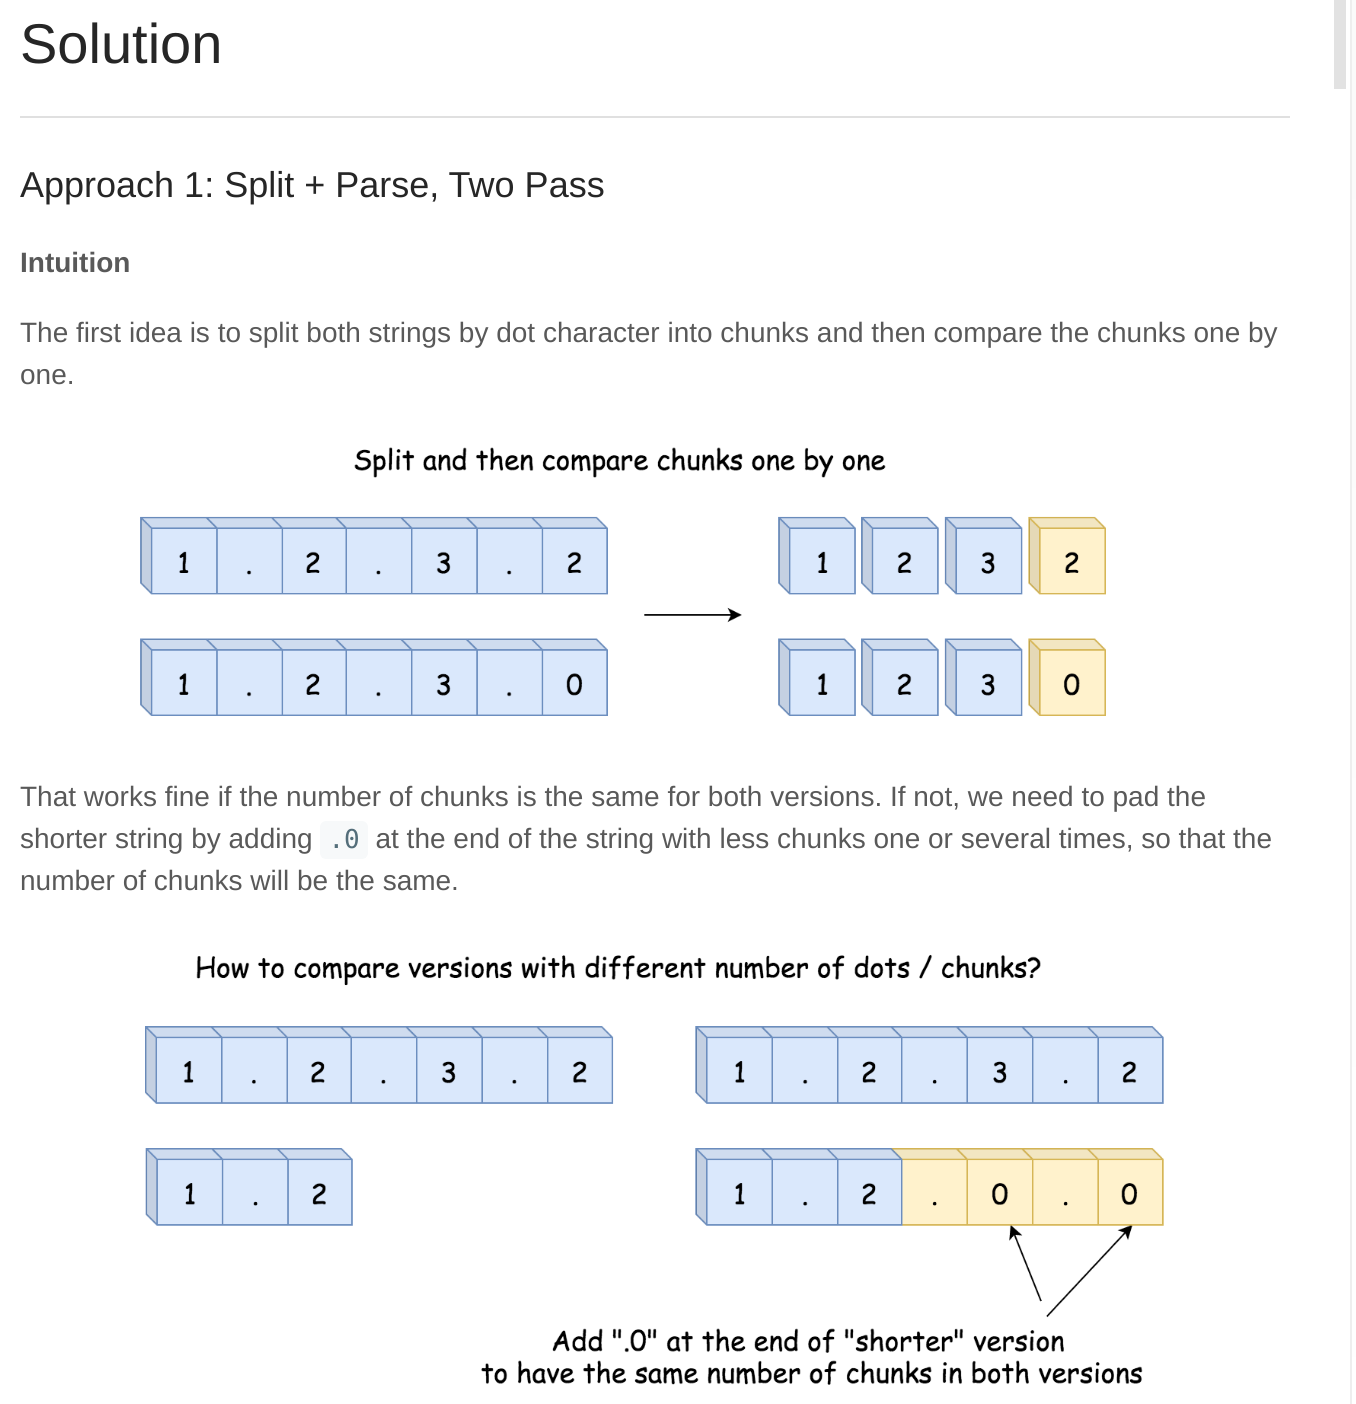 Solution
Approach 1: Split + Parse, Two Pass
Intuition
The first idea is to split both strings by dot character into chunks and then compare the chunks one by
one.
Split and then compare chunks one by one
1 . 2 . 3 . 2
1 2 3 2
1 . 2 . 3 . 0
1 2 3 0
That works fine if the number of chunks is the same for both versions. If not, we need to pad the
shorter string by adding .0 at the end of the string with less chunks one or several times, so that the
number of chunks will be the same.
How to compare versions with different number of dots / chunks?
1 . 2 . 3 . 2
1 . 2 . 3 . 2
1 . 2
1 . 2 . 0 . 0
Add ".0" at the end of "shorter" version
to have the same number of chunks in both versions